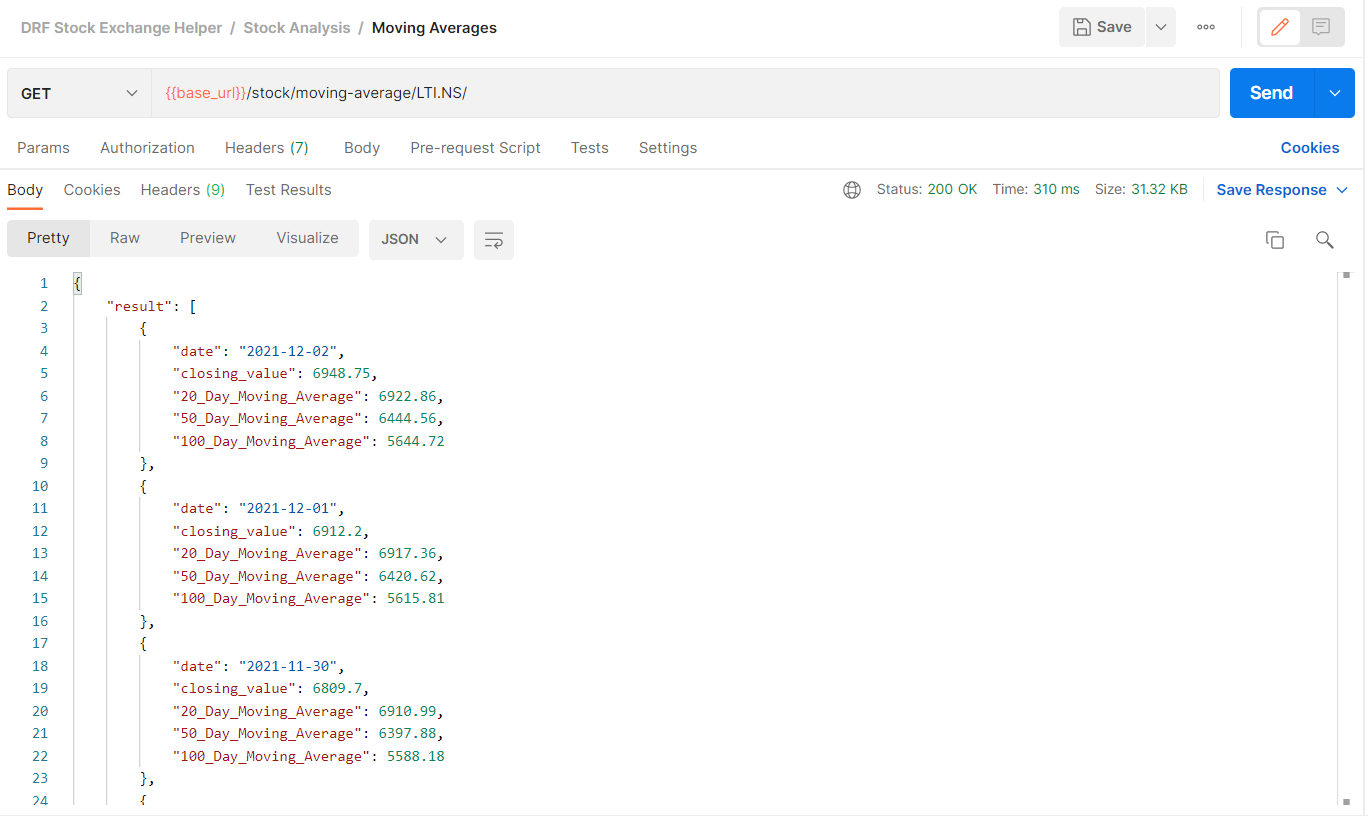 DRF Stock Exchange Helper / Stock Analysis / Moving Averages Save
GET {{base_url}}/stock/moving-average/LTI.NS/ Send
Params Authorization Headers (7) Body Pre-request Script Tests Settings Cookies
Body Cookies Headers (9) Test Results Status: 200 OK Time: 310 ms Size: 31.32 KB Save Response
Pretty Raw Preview Visualize JSON
1 {
2 "result": [
3 {
4 "date": "2021-12-02",
5 "closing_value": 6948.75,
6 "20_Day_Moving_Average": 6922.86,
7 "50_Day_Moving_Average": 6444.56,
8 "100_Day_Moving_Average": 5644.72
9 },
10 {
11 "date": "2021-12-01",
12 "closing_value": 6912.2,
13 "20_Day_Moving_Average": 6917.36,
14 "50_Day_Moving_Average": 6420.62,
15 "100_Day_Moving_Average": 5615.81
16 },
17 {
18 "date": "2021-11-30",
19 "closing_value": 6809.7,
20 "20_Day_Moving_Average": 6910.99,
21 "50_Day_Moving_Average": 6397.88,
22 "100_Day_Moving_Average": 5588.18
23 },
24 {